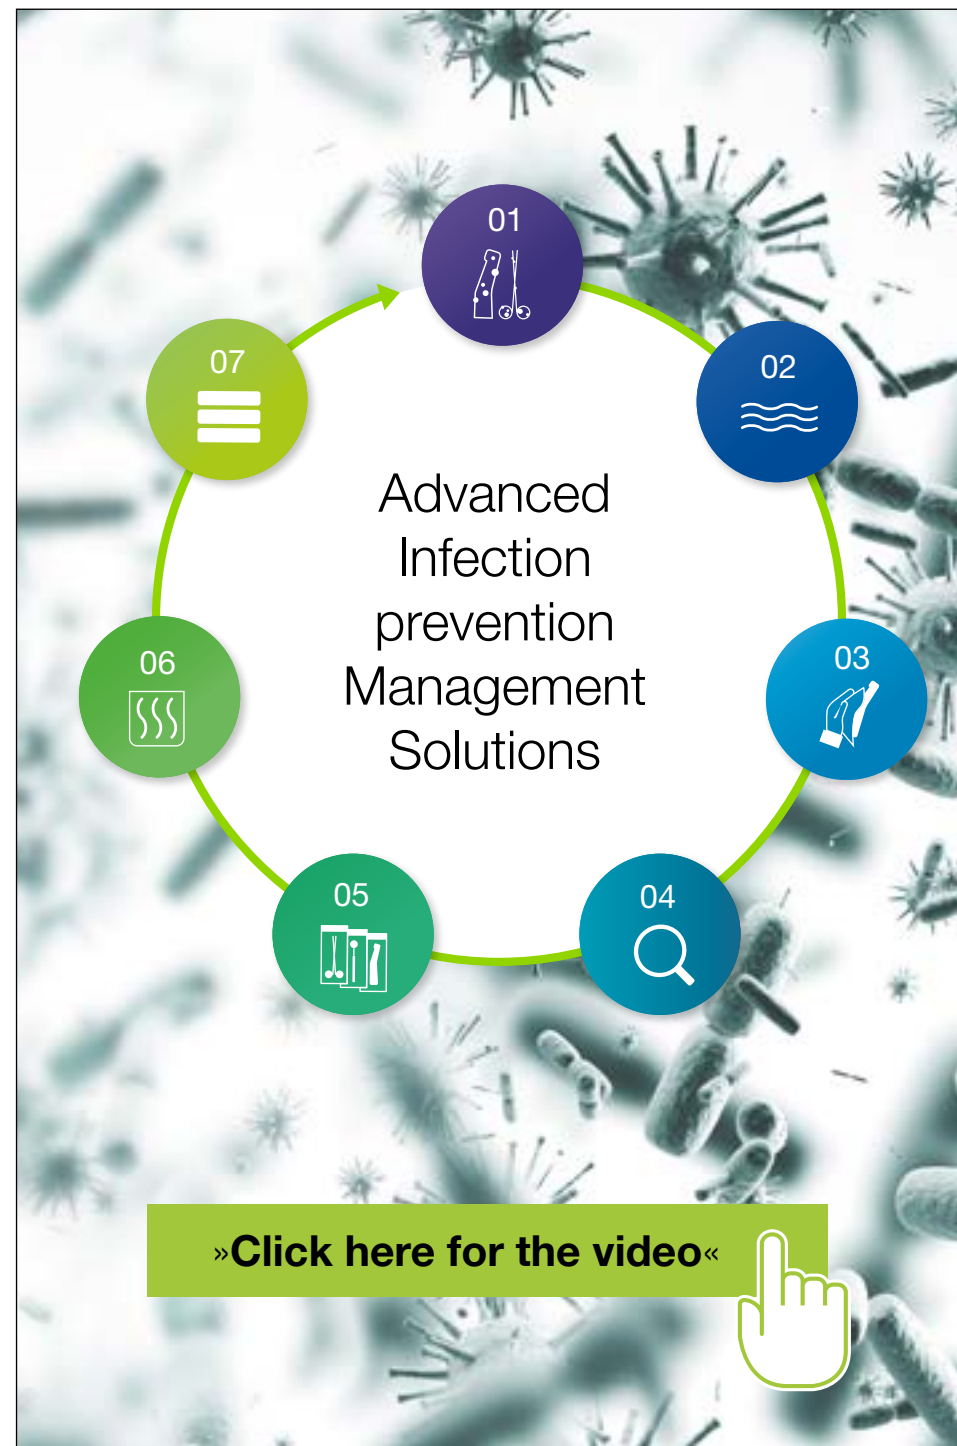 01
02
03
04
05
06
07
Advanced
Infection
prevention
Management
Solutions
»Click here for the video«